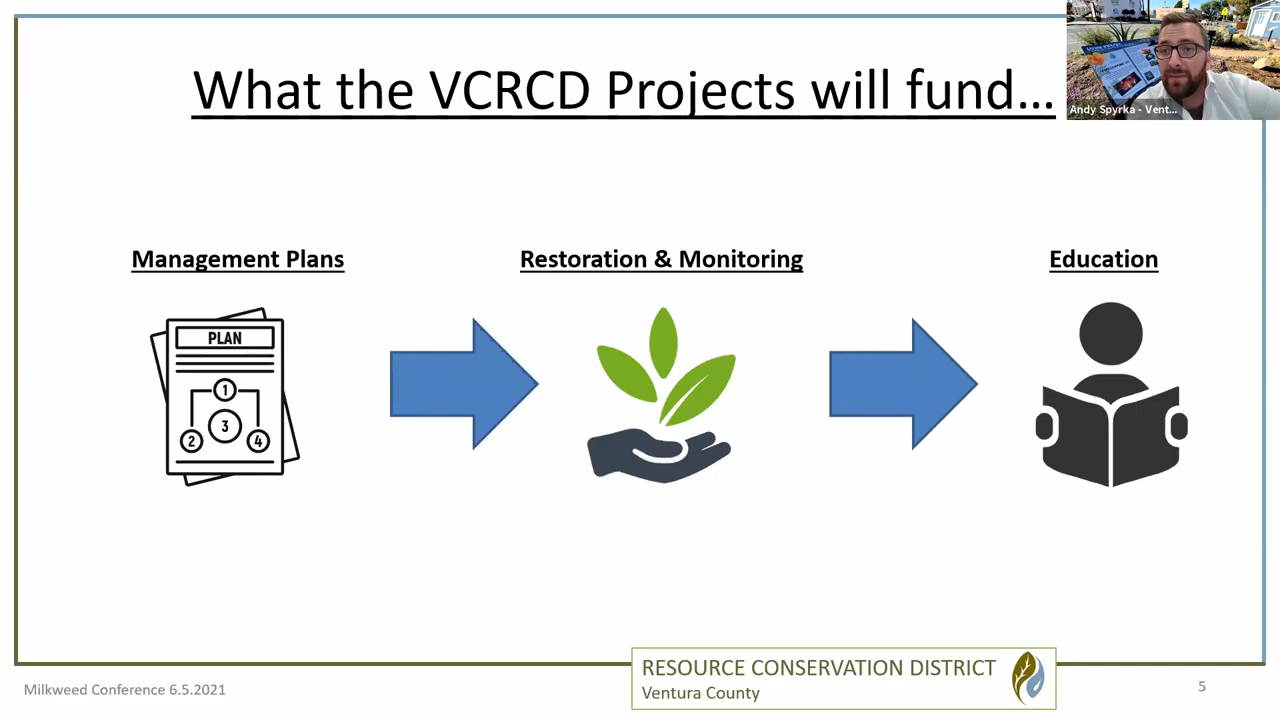 What the VCRCD Projects will fund...
Andy Spyrka - Vent...
Management Plans
Restoration & Monitoring
Education
PLAN
1
3
2
4
RESOURCE CONSERVATION DISTRICT
Ventura County
Milkweed Conference 6.5.2021
5